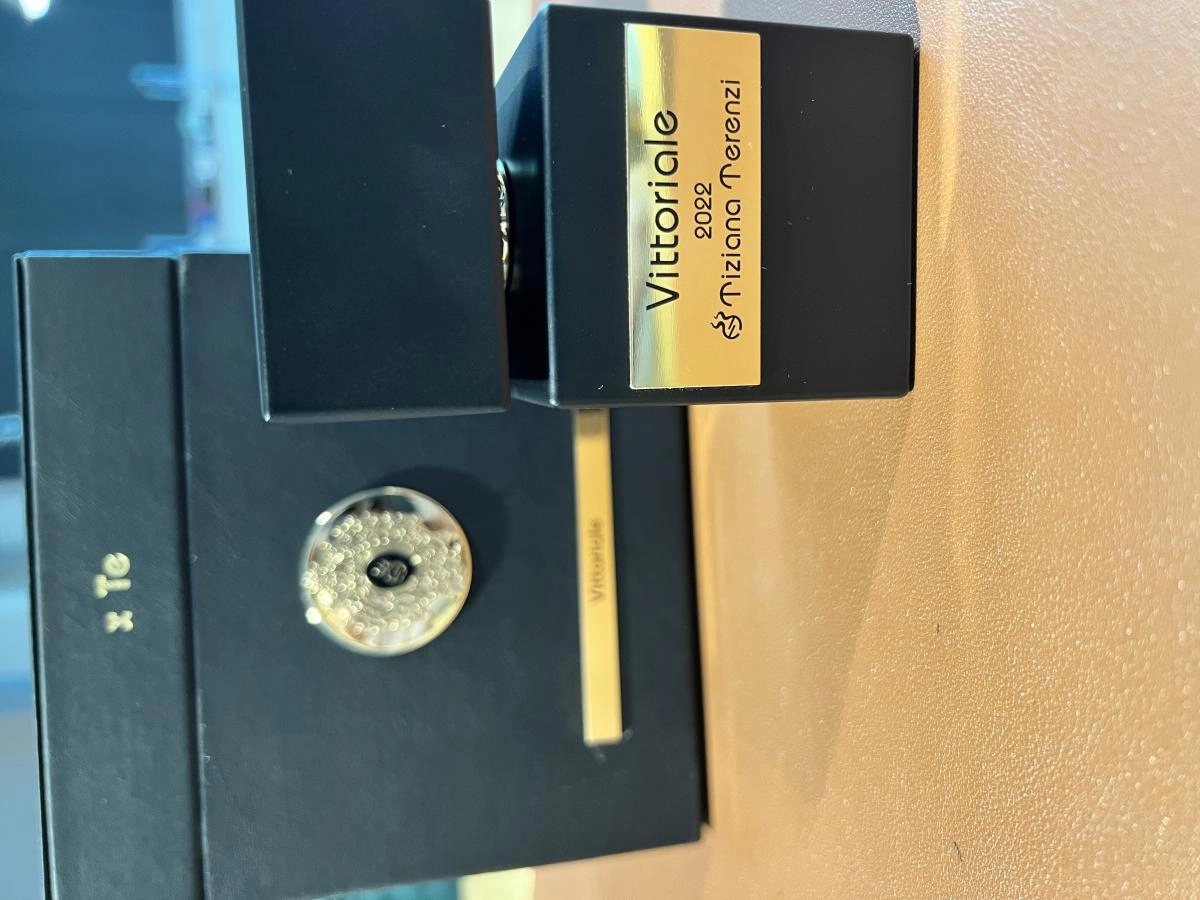 Vittoriale
2022
Tiziana Terenzi
Vittoriale
x Te